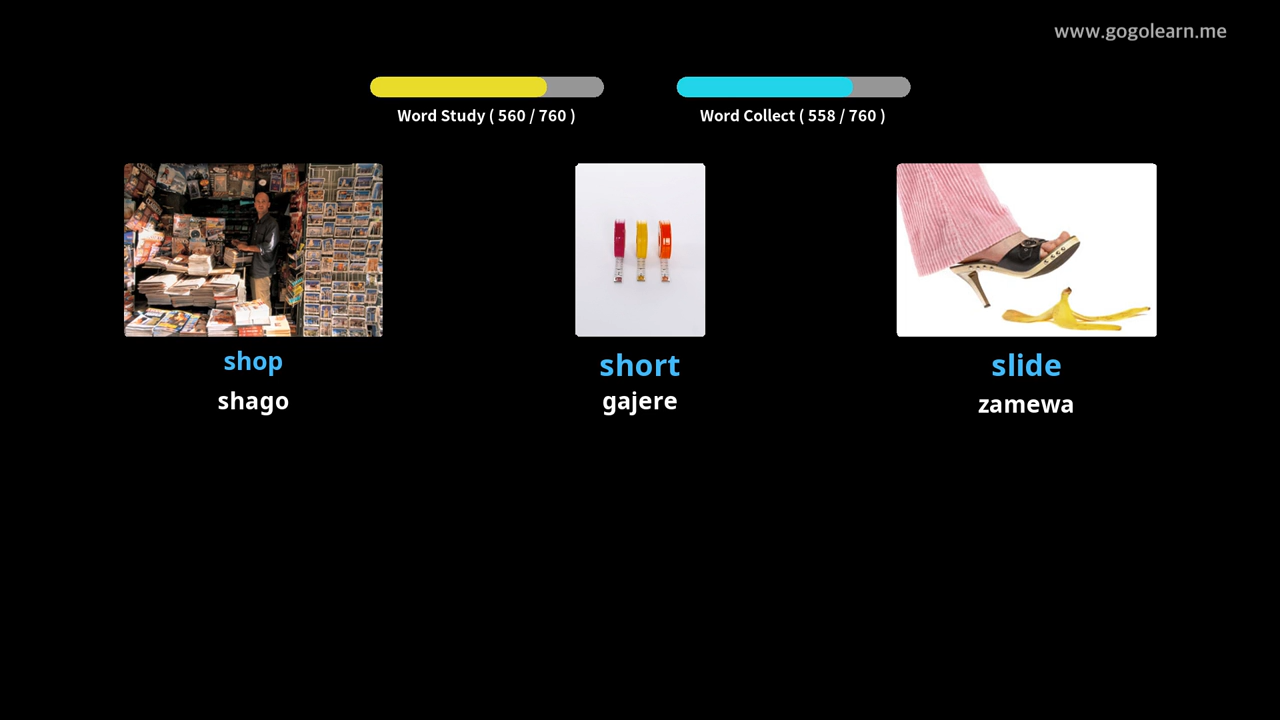 www.gogolearn.me
Word Study ( 560 / 760 )
Word Collect ( 558 / 760 )
shop
shago
short
gajere
slide
zamewa